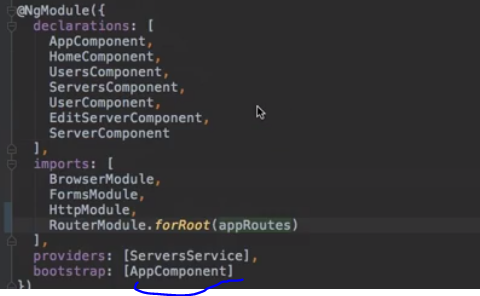 @NgModule({
declarations: [
AppComponent,
HomeComponent,
UsersComponent,
ServersComponent,
UserComponent,
EditServerComponent,
ServerComponent
],
imports: [
BrowserModule,
FormsModule,
HttpModule,
RouterModule.forRoot(appRoutes)
],
providers: [ServersService],
bootstrap: [AppComponent]
})